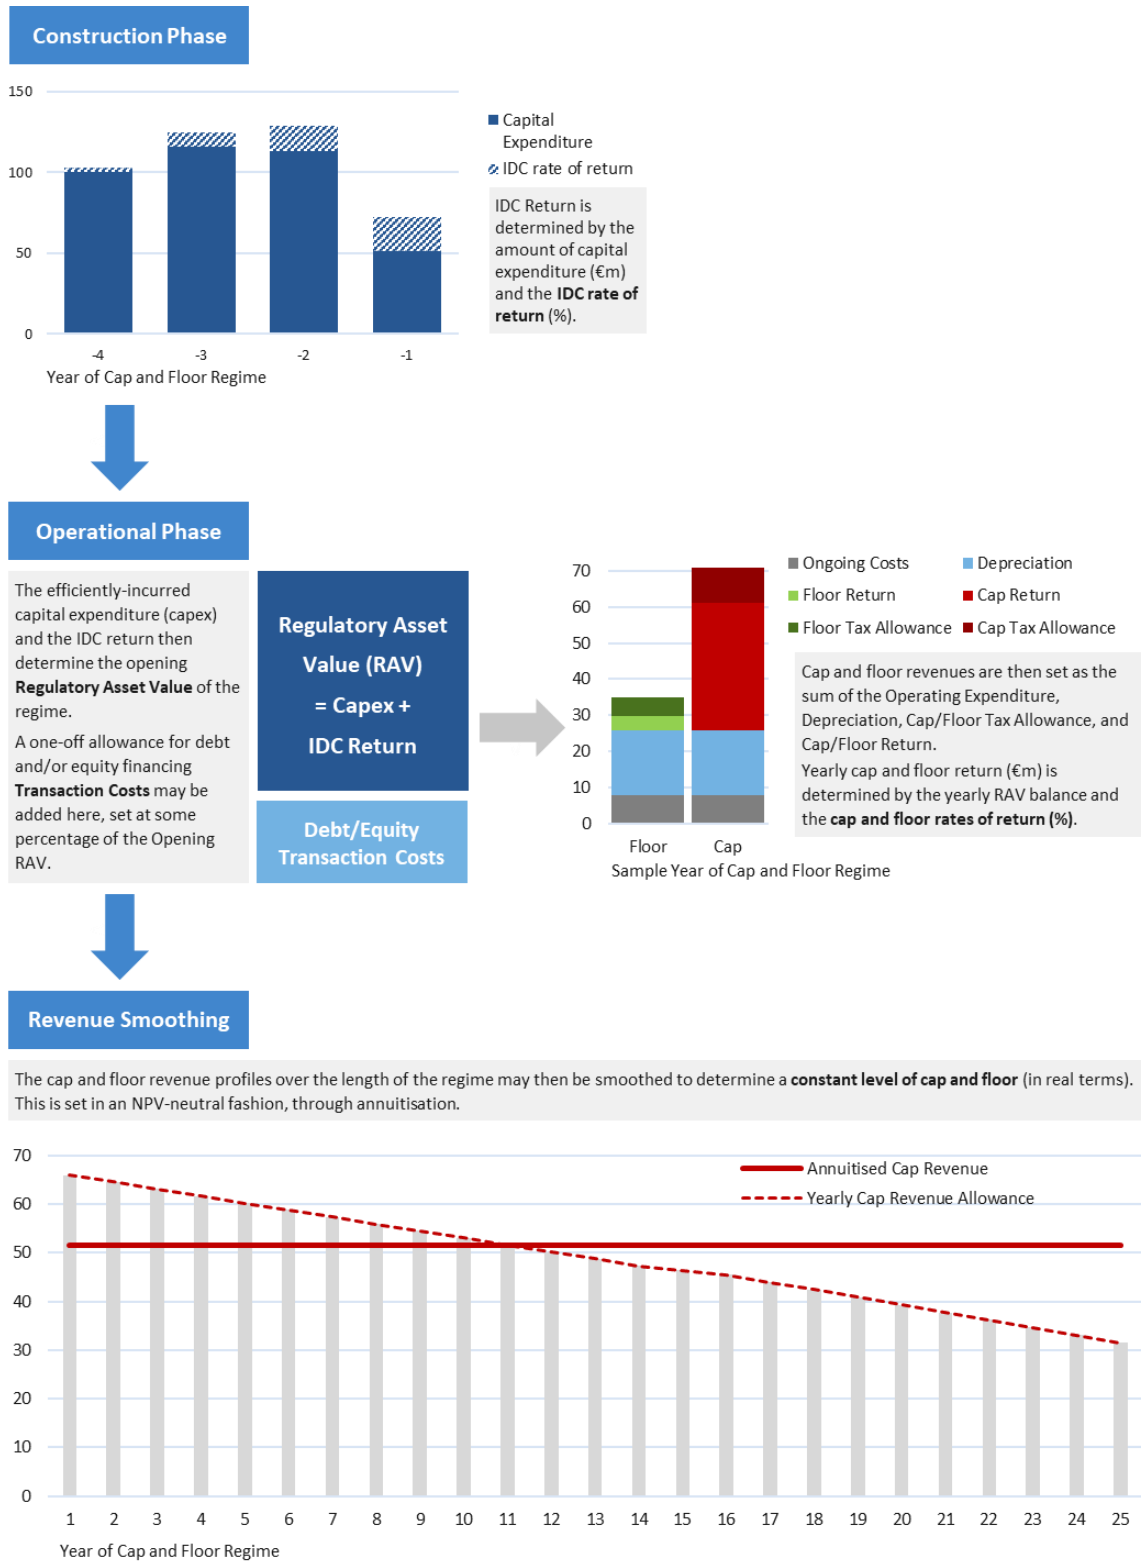 Construction Phase
150
100
50
0
-4
-3
-2
-1
Year of Cap and Floor Regime
Capital
Expenditure
IDC rate of return
IDC Return is
determined by the
amount of capital
expenditure (€m)
and the IDC rate of
return (%).
Operational Phase
The efficiently-incurred
capital expenditure (capex)
and the IDC return then
determine the opening
Regulatory Asset Value of the
regime.
A one-off allowance for debt
and/or equity financing
Transaction Costs may be
added here, set at some
percentage of the Opening
RAV.
Regulatory Asset
Value (RAV)
= Capex +
IDC Return
Debt/Equity
Transaction Costs
70
60
50
40
30
20
10
0
Floor
Cap
Sample Year of Cap and Floor Regime
Ongoing Costs
Depreciation
Floor Return
Cap Return
Floor Tax Allowance
Cap Tax Allowance
Cap and floor revenues are then set as the
sum of the Operating Expenditure,
Depreciation, Cap/Floor Tax Allowance, and
Cap/Floor Return.
Yearly cap and floor return (€m) is
determined by the yearly RAV balance and
the cap and floor rates of return (%).
Revenue Smoothing
The cap and floor revenue profiles over the length of the regime may then be smoothed to determine a constant level of cap and floor (in real terms).
This is set in an NPV-neutral fashion, through annuitisation.
70
60
50
40
30
20
10
0
Annuitised Cap Revenue
Yearly Cap Revenue Allowance
1 2 3 4 5 6 7 8 9 10 11 12 13 14 15 16 17 18 19 20 21 22 23 24 25
Year of Cap and Floor Regime